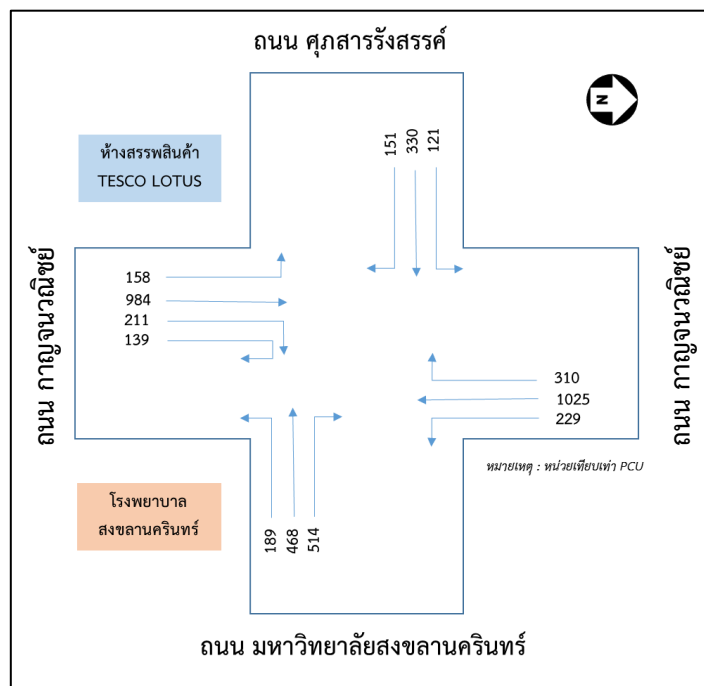 ถนน ศุภสารรังสรรค์
N
ห้างสรรพสินค้า
TESCO LOTUS
151
330
121
ถนน กาญจนวณิชย์
158
984
211
139
ถนน กาญจนวณิชย์
310
1025
229
หมายเหตุ : หน่วยเทียบเท่า PCU
โรงพยาบาล
สงขลานครินทร์
189
468
514
ถนน มหาวิทยาลัยสงขลานครินทร์